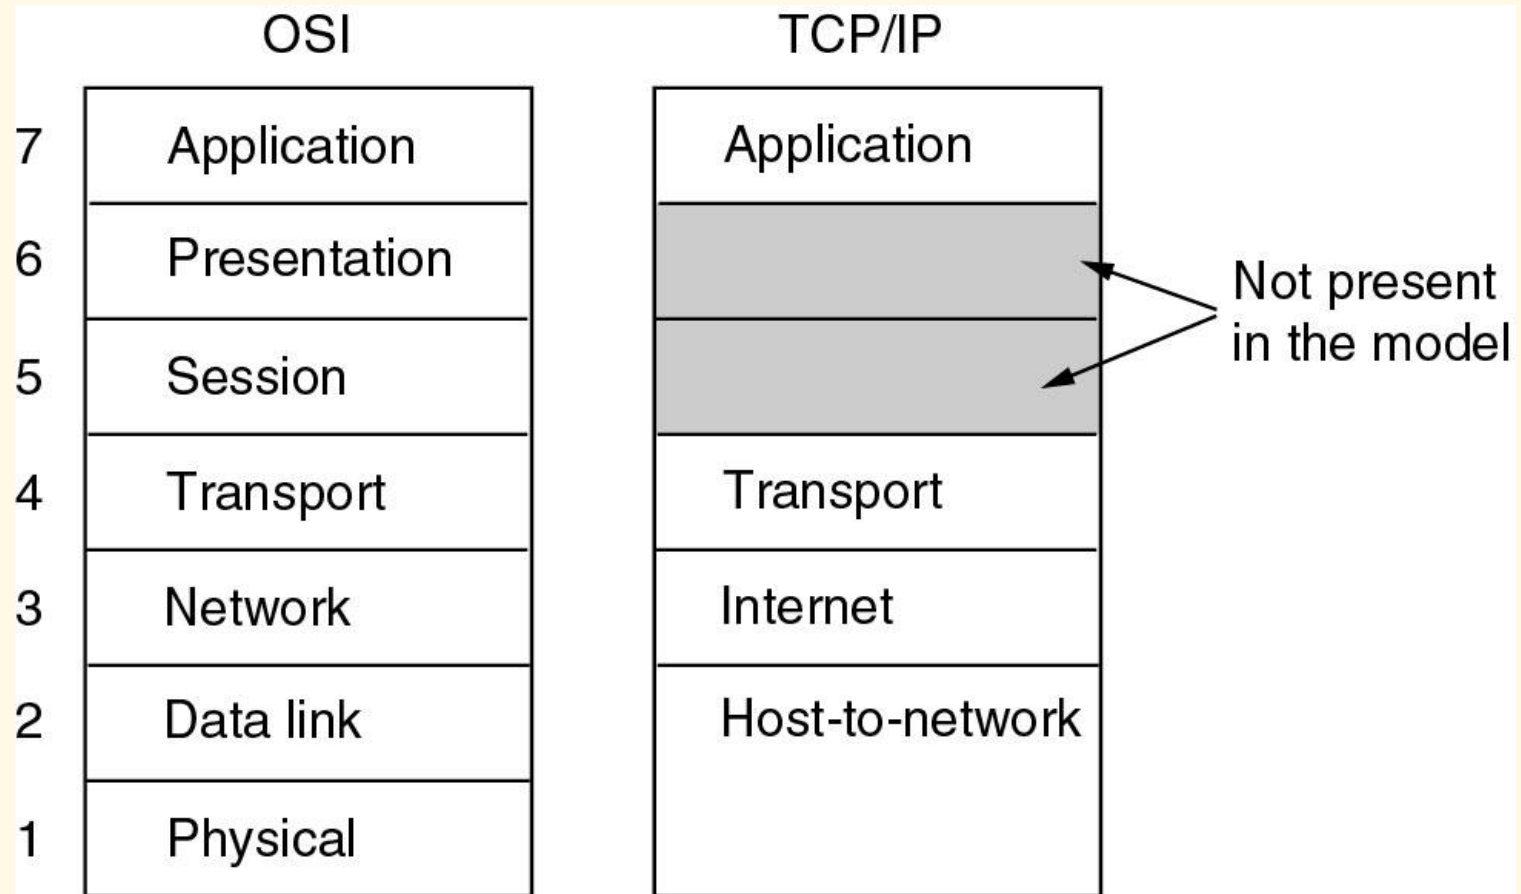 OSI TCP/IP
7 Application Application
6 Presentation
Not present
in the model
5 Session
4 Transport Transport
3 Network Internet
2 Data link Host-to-network
1 Physical